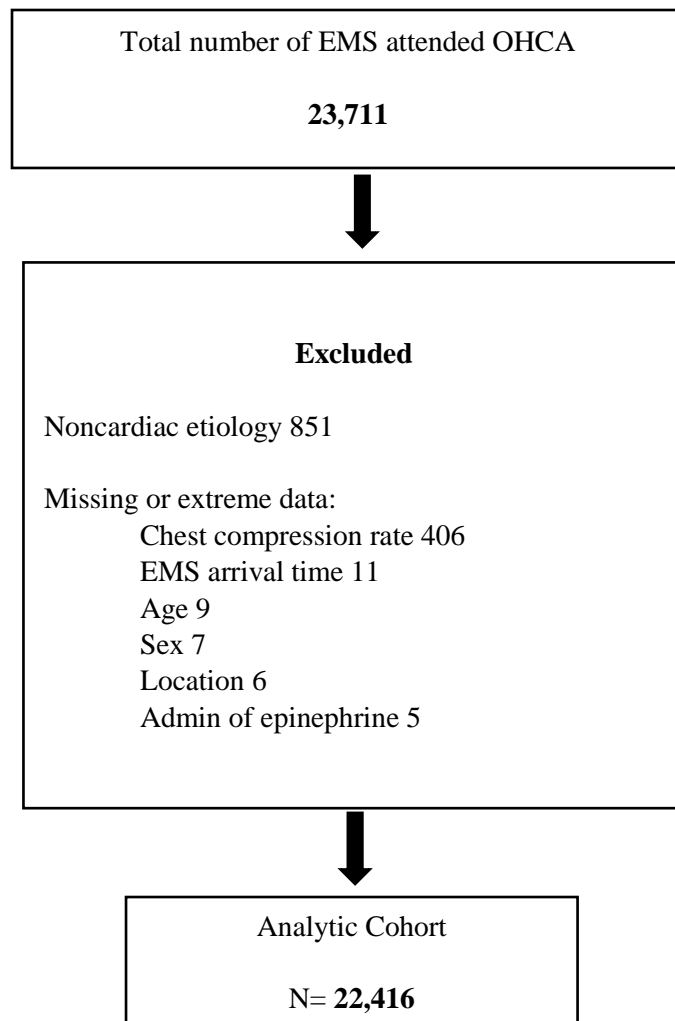 Total number of EMS attended OHCA
23,711
Excluded
Noncardiac etiology 851
Missing or extreme data:
Chest compression rate 406
EMS arrival time 11
Age 9
Sex 7
Location 6
Admin of epinephrine 5
Analytic Cohort
N= 22,416